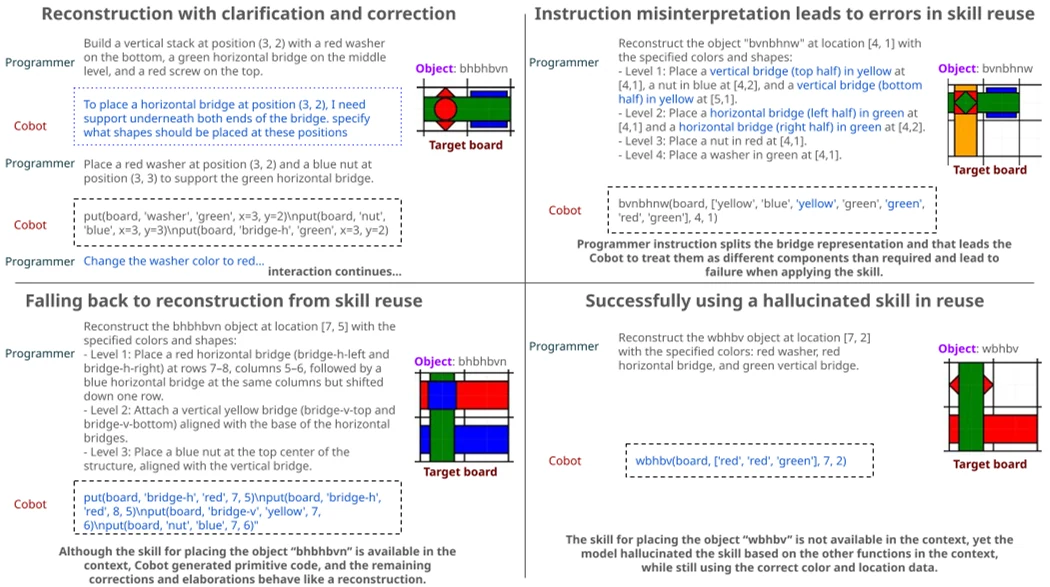 Reconstruction with clarification and correction
Programmer
Build a vertical stack at position (3, 2) with a red washer
on the bottom, a green horizontal bridge on the middle
level, and a red screw on the top.
Cobot
To place a horizontal bridge at position (3, 2), I need
support underneath both ends of the bridge. specify
what shapes should be placed at these positions
Programmer
Place a red washer at position (3, 2) and a blue nut at
position (3, 3) to support the green horizontal bridge.
Cobot
put(board, 'washer', 'green', x=3, y=2)\nput(board, 'nut',
'blue', x=3, y=3)\nput(board, 'bridge-h', 'green', x=3, y=2)
Programmer
Change the washer color to red...
interaction continues...
Object: bhbhbvn
Target board
Instruction misinterpretation leads to errors in skill reuse
Programmer
Reconstruct the object "bvnbhnw" at location [4, 1] with
the specified colors and shapes:
- Level 1: Place a vertical bridge (top half) in yellow at
[4,1], a nut in blue at [4,2], and a vertical bridge (bottom
half) in yellow at [5,1].
- Level 2: Place a horizontal bridge (left half) in green at
[4,1] and a horizontal bridge (right half) in green at [4,2].
- Level 3: Place a nut in red at [4,1].
- Level 4: Place a washer in green at [4,1].
Cobot
bvnbhnw(board, ['yellow', 'blue', 'yellow', 'green', 'green',
'red', 'green'], 4, 1)
Programmer instruction splits the bridge representation and that leads the
Cobot to treat them as different components than required and lead to
failure when applying the skill.
Object: bvnbhnw
Target board
Falling back to reconstruction from skill reuse
Programmer
Reconstruct the bhbhbvn object at location [7, 5] with the
specified colors and shapes:
- Level 1: Place a red horizontal bridge (bridge-h-left and
bridge-h-right) at rows 7–8, columns 5–6, followed by a
blue horizontal bridge at the same columns but shifted
down one row.
- Level 2: Attach a vertical yellow bridge (bridge-v-top and
bridge-v-bottom) aligned with the base of the horizontal
bridges.
- Level 3: Place a blue nut at the top center of the
structure, aligned with the vertical bridge.
Cobot
put(board, 'bridge-h', 'red', 7, 5)\nput(board, 'bridge-h',
'red', 8, 5)\nput(board, 'bridge-v', 'yellow', 7,
6)\nput(board, 'nut', 'blue', 7, 6)"
Although the skill for placing the object “bhbhbvn” is available in the
context, Cobot generated primitive code, and the remaining
corrections and elaborations behave like a reconstruction.
Object: bhbhbvn
Target board
Successfully using a hallucinated skill in reuse
Programmer
Reconstruct the wbhbv object at location [7, 2]
with the specified colors: red washer, red
horizontal bridge, and green vertical bridge.
Cobot
wbhbv(board, ['red', 'red', 'green'], 7, 2)
The skill for placing the object “wbhbv” is not available in the context, yet the
model hallucinated the skill based on the other functions in the context,
while still using the correct color and location data.
Object: wbhbv
Target board